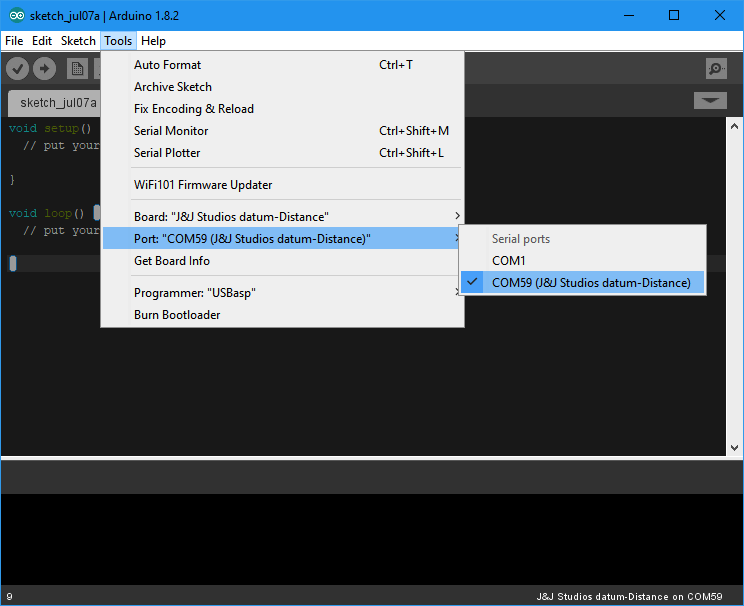 sketch_jul07a | Arduino 1.8.2
File Edit Sketch Tools Help
sketch_jul07a
Auto Format Ctrl+T
Archive Sketch
Fix Encoding & Reload
Serial Monitor Ctrl+Shift+M
Serial Plotter Ctrl+Shift+L
WiFi101 Firmware Updater
Board: "J&J Studios datum-Distance"
Port: "COM59 (J&J Studios datum-Distance)"
Get Board Info
Programmer: "USBasp"
Burn Bootloader
Serial ports
COM1
COM59 (J&J Studios datum-Distance)
void setup()
// put your
}
void loop()
// put your
9 J&J Studios datum-Distance on COM59